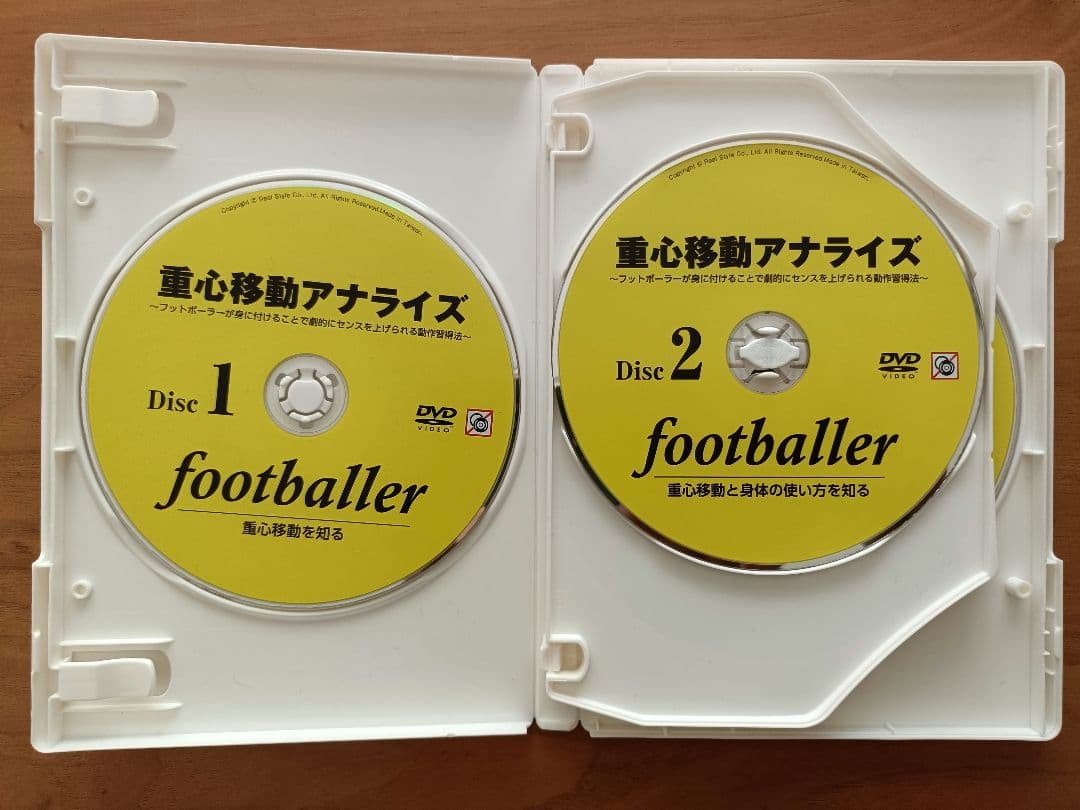 Copyright © Real Style Co., Ltd. All Rights Reserved.Made in Taiwan.
重心移動アナライズ
〜フットボーラーが身に付けることで劇的にセンスを上げられる動作習得法〜
Disc 1
DVD
VIDEO
footballer
重心移動を知る
Copyright © Real Style Co., Ltd. All Rights Reserved.Made in Taiwan.
重心移動アナライズ
〜フットボーラーが身に付けることで劇的にセンスを上げられる動作習得法〜
Disc 2
DVD
VIDEO
footballer
重心移動と身体の使い方を知る